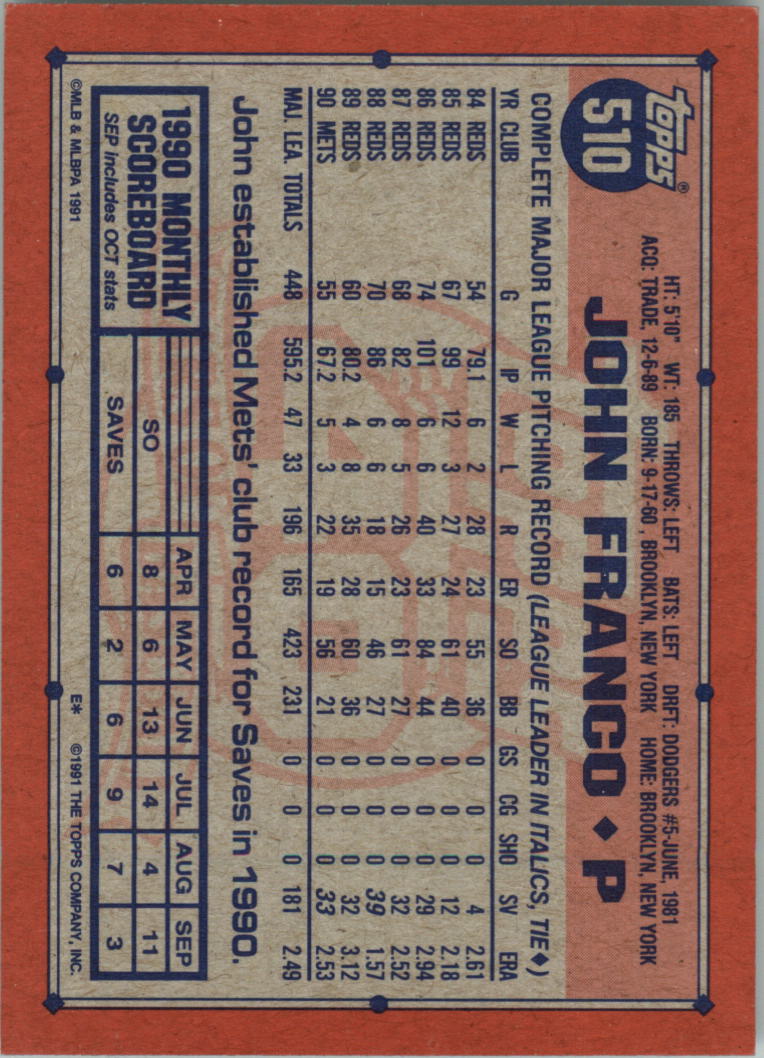 topps®
510
HT: 5'10" WT: 185 THROWS: LEFT BATS: LEFT DRFT: DODGERS #5-JUNE, 1981
ACQ: TRADE, 12-6-89 BORN: 9-17-60, BROOKLYN, NEW YORK HOME: BROOKLYN, NEW YORK
JOHN FRANCO ◆ P
COMPLETE MAJOR LEAGUE PITCHING RECORD (LEAGUE LEADER IN ITALICS, TIE◆)
YR CLUB G IP W L R ER SO BB GS CG SHO SV ERA
84 REDS 54 79.1 6 2 28 23 55 36 0 0 0 4 2.61
85 REDS 67 99 12 3 27 24 61 40 0 0 0 12 2.18
86 REDS 74 101 6 6 40 33 84 44 0 0 0 29 2.94
87 REDS 68 82 8 5 26 23 61 27 0 0 0 32 2.52
88 REDS 70 86 6 6 18 15 46 27 0 0 0 39 1.57
89 REDS 60 80.2 4 8 35 28 60 36 0 0 0 32 3.12
90 METS 55 67.2 5 3 22 19 56 21 0 0 0 33 2.53
MAJ. LEA. TOTALS 448 595.2 47 33 196 165 423 231 0 0 0 181 2.49
John established Mets' club record for Saves in 1990.
1990 MONTHLY
SCOREBOARD
SEP includes OCT stats
APR MAY JUN JUL AUG SEP
SO 8 6 13 14 4 11
SAVES 6 2 6 9 7 3
©MLB & MLBPA 1991 E* ©1991 THE TOPPS COMPANY, INC.